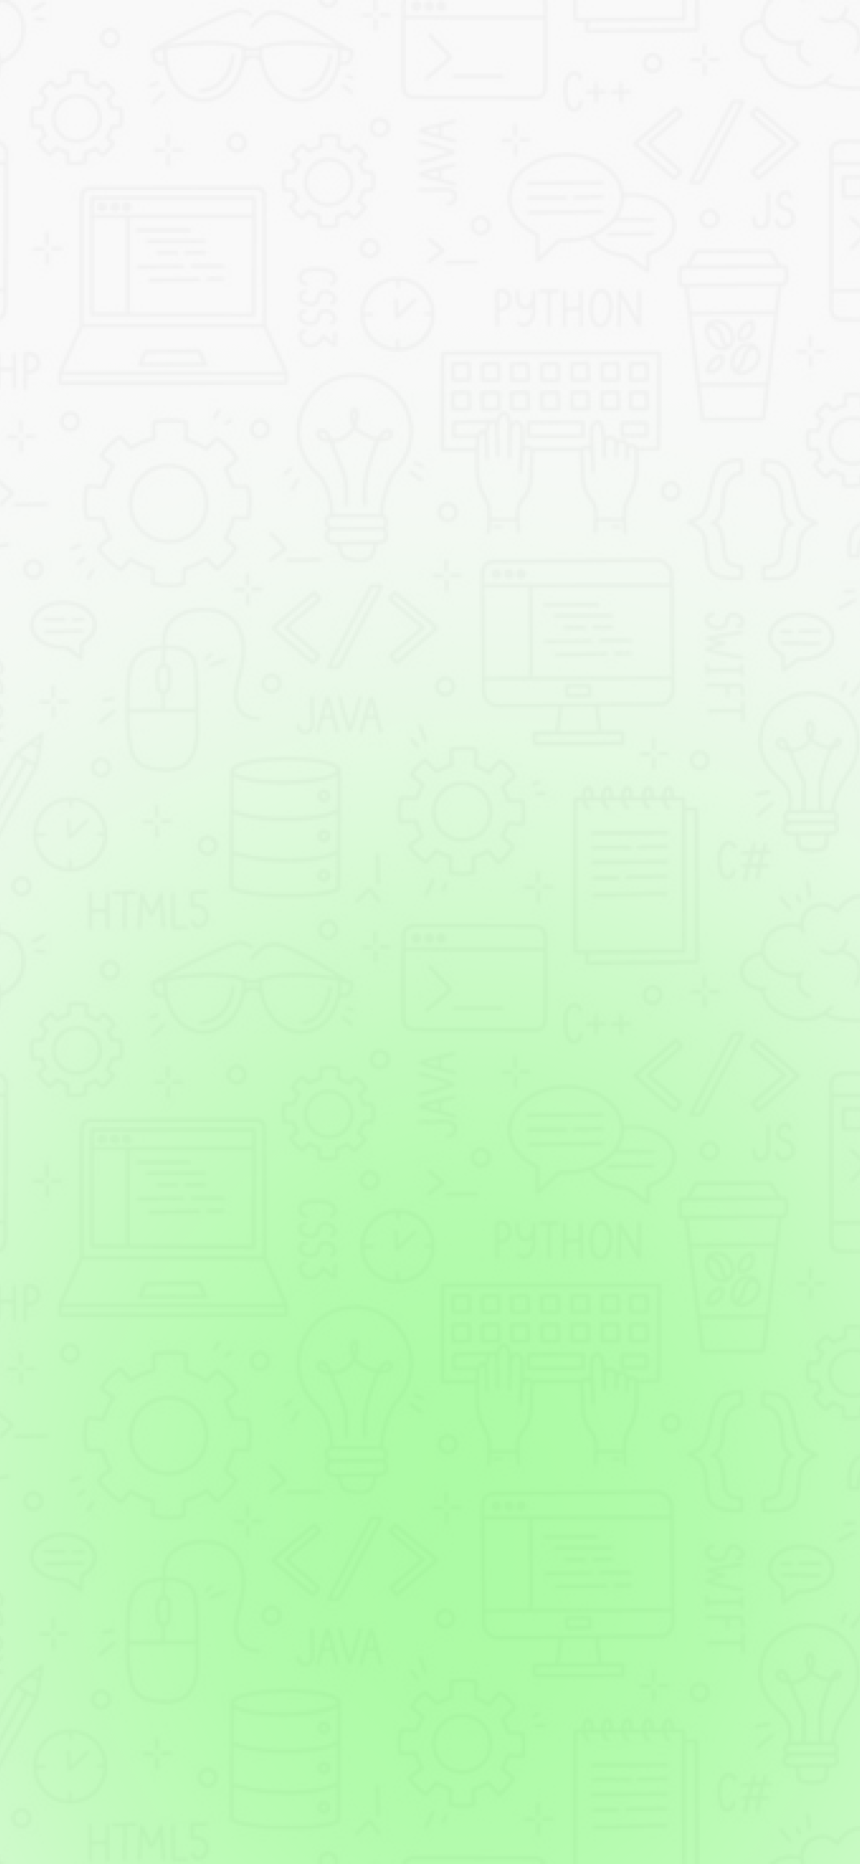 C++
JAVA
JS
CSS3
PYTHON
HP
SWIFT
JAVA
C#
HTML5
C++
JAVA
JS
CSS3
PYTHON
HP
SWIFT
JAVA
C#
HTML5